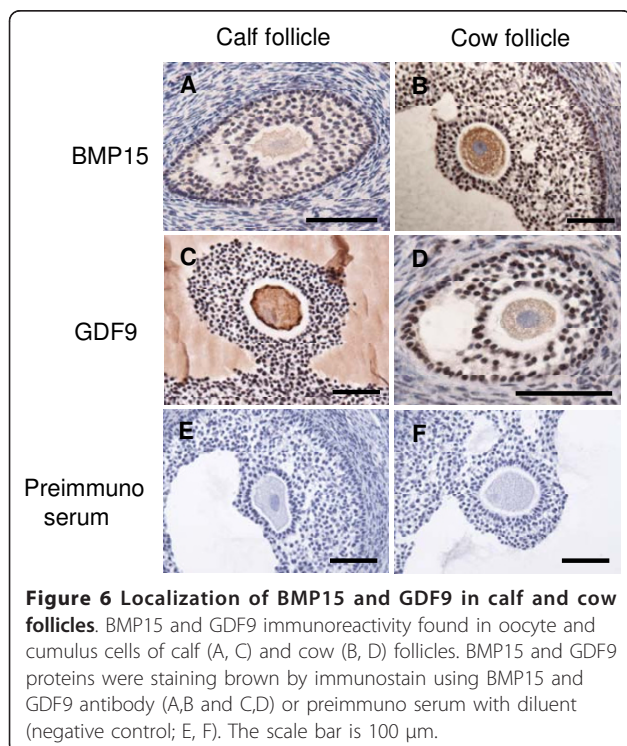 Calf follicle Cow follicle
A B
BMP15
C D
GDF9
E F
Preimmuno
serum
Figure 6 Localization of BMP15 and GDF9 in calf and cow
follicles. BMP15 and GDF9 immunoreactivity found in oocyte and
cumulus cells of calf (A, C) and cow (B, D) follicles. BMP15 and GDF9
proteins were staining brown by immunostain using BMP15 and
GDF9 antibody (A,B and C,D) or preimmuno serum with diluent
(negative control; E, F). The scale bar is 100 μm.